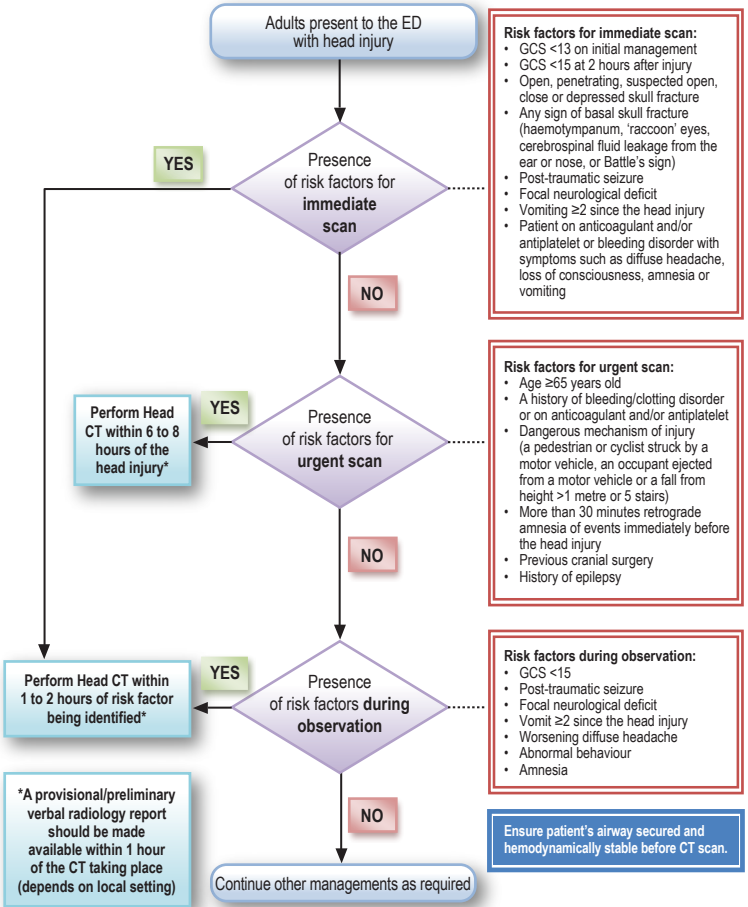 Adults present to the ED
with head injury
Risk factors for immediate scan:
• GCS <13 on initial management
• GCS <15 at 2 hours after injury
• Open, penetrating, suspected open,
close or depressed skull fracture
• Any sign of basal skull fracture
(haemotympanum, 'raccoon' eyes,
cerebrospinal fluid leakage from the
ear or nose, or Battle's sign)
• Post-traumatic seizure
• Focal neurological deficit
• Vomiting ≥2 since the head injury
• Patient on anticoagulant and/or
antiplatelet or bleeding disorder with
symptoms such as diffuse headache,
loss of consciousness, amnesia or
vomiting
YES
Presence
of risk factors for
immediate
scan
NO
Risk factors for urgent scan:
• Age ≥65 years old
• A history of bleeding/clotting disorder
or on anticoagulant and/or antiplatelet
• Dangerous mechanism of injury
(a pedestrian or cyclist struck by a
motor vehicle, an occupant ejected
from a motor vehicle or a fall from
height >1 metre or 5 stairs)
• More than 30 minutes retrograde
amnesia of events immediately before
the head injury
• Previous cranial surgery
• History of epilepsy
Perform Head
CT within 6 to 8
hours of the
head injury*
YES
Presence
of risk factors for
urgent scan
NO
Risk factors during observation:
• GCS <15
• Post-traumatic seizure
• Focal neurological deficit
• Vomit ≥2 since the head injury
• Worsening diffuse headache
• Abnormal behaviour
• Amnesia
Perform Head CT within
1 to 2 hours of risk factor
being identified*
YES
Presence
of risk factors during
observation
NO
*A provisional/preliminary
verbal radiology report
should be made
available within 1 hour
of the CT taking place
(depends on local setting)
Ensure patient's airway secured and
hemodynamically stable before CT scan.
Continue other managements as required